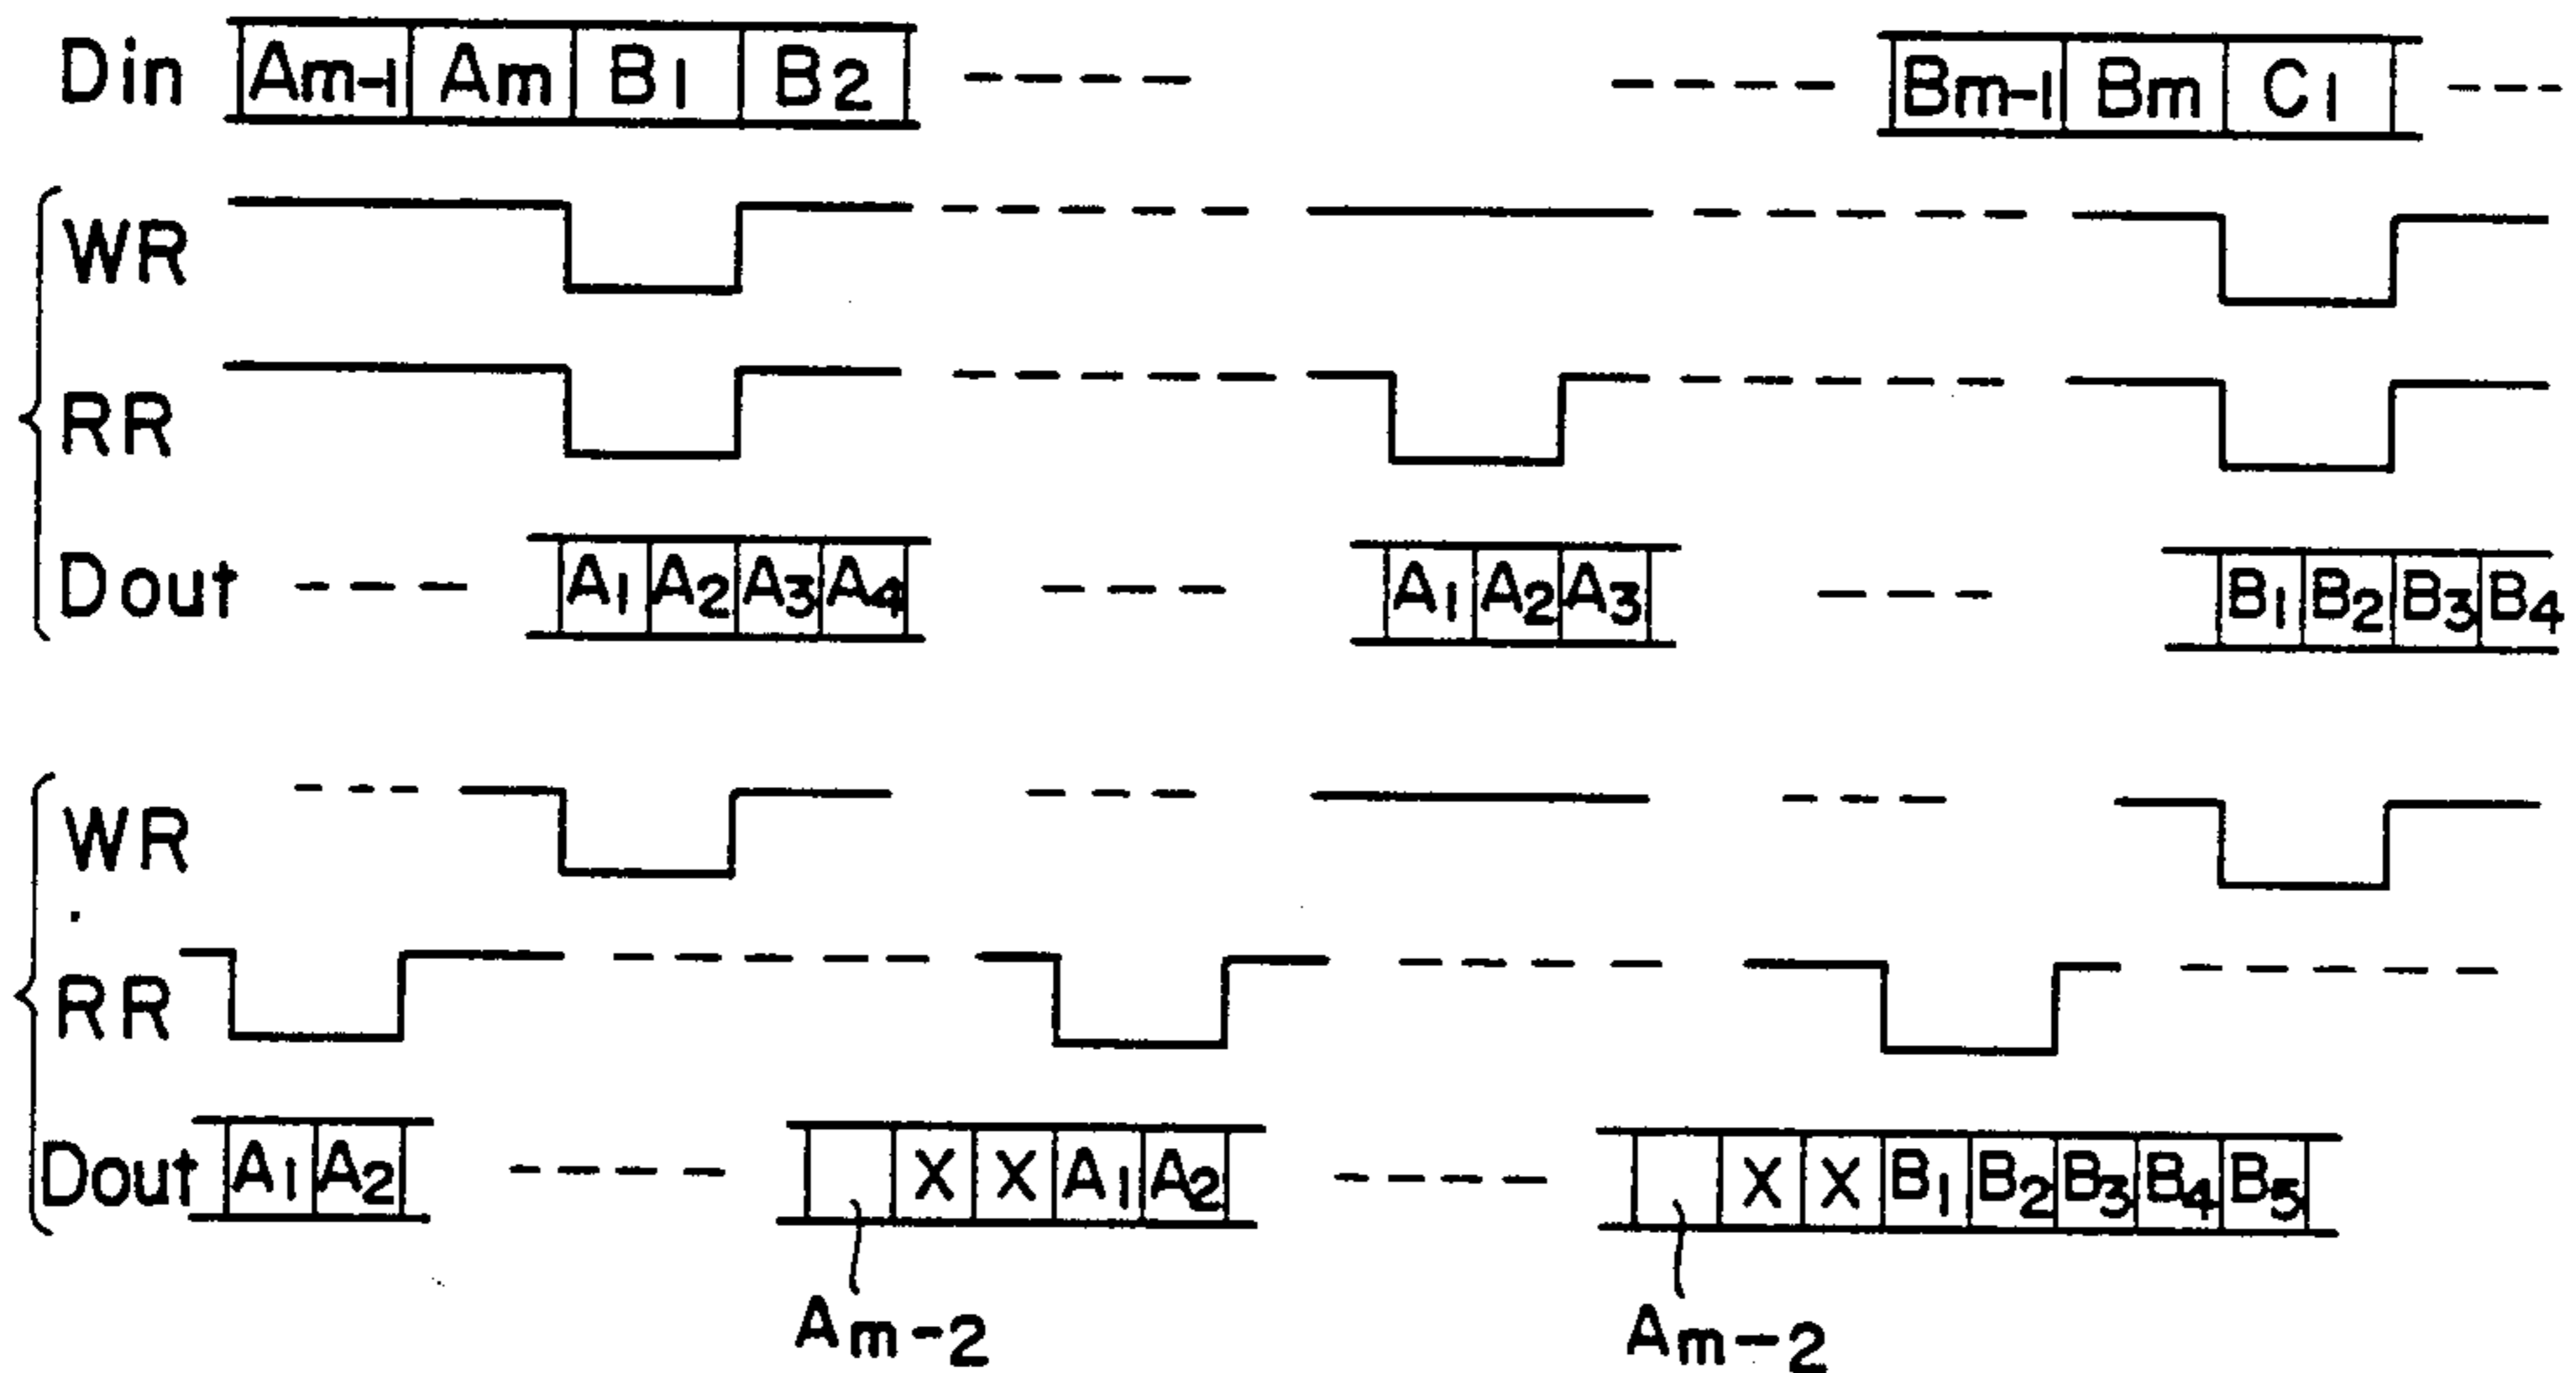 Din Am-1 Am B1 B2 Bm-1 Bm C1
WR
RR
Dout A1 A2 A3 A4 A1 A2 A3 B1 B2 B3 B4
WR
RR
Dout A1 A2 X X A1 A2 X X B1 B2 B3 B4 B5
Am-2 Am-2